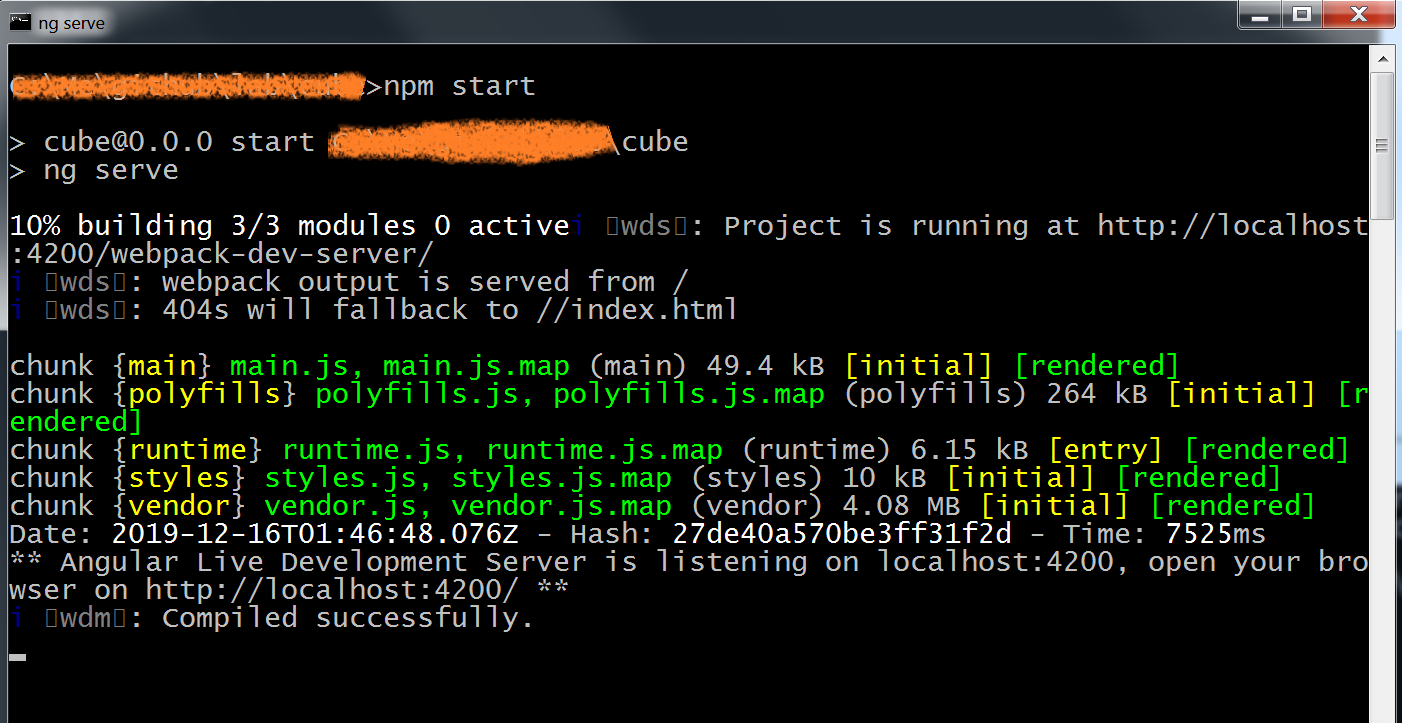 ng serve
>npm start
> cube@0.0.0 start \cube
> ng serve
10% building 3/3 modules 0 activei 「wds」: Project is running at http://localhost
:4200/webpack-dev-server/
i 「wds」: webpack output is served from /
i 「wds」: 404s will fallback to //index.html
chunk {main} main.js, main.js.map (main) 49.4 kB [initial] [rendered]
chunk {polyfills} polyfills.js, polyfills.js.map (polyfills) 264 kB [initial] [r
endered]
chunk {runtime} runtime.js, runtime.js.map (runtime) 6.15 kB [entry] [rendered]
chunk {styles} styles.js, styles.js.map (styles) 10 kB [initial] [rendered]
chunk {vendor} vendor.js, vendor.js.map (vendor) 4.08 MB [initial] [rendered]
Date: 2019-12-16T01:46:48.076Z - Hash: 27de40a570be3ff31f2d - Time: 7525ms
** Angular Live Development Server is listening on localhost:4200, open your bro
wser on http://localhost:4200/ **
i 「wdm」: Compiled successfully.